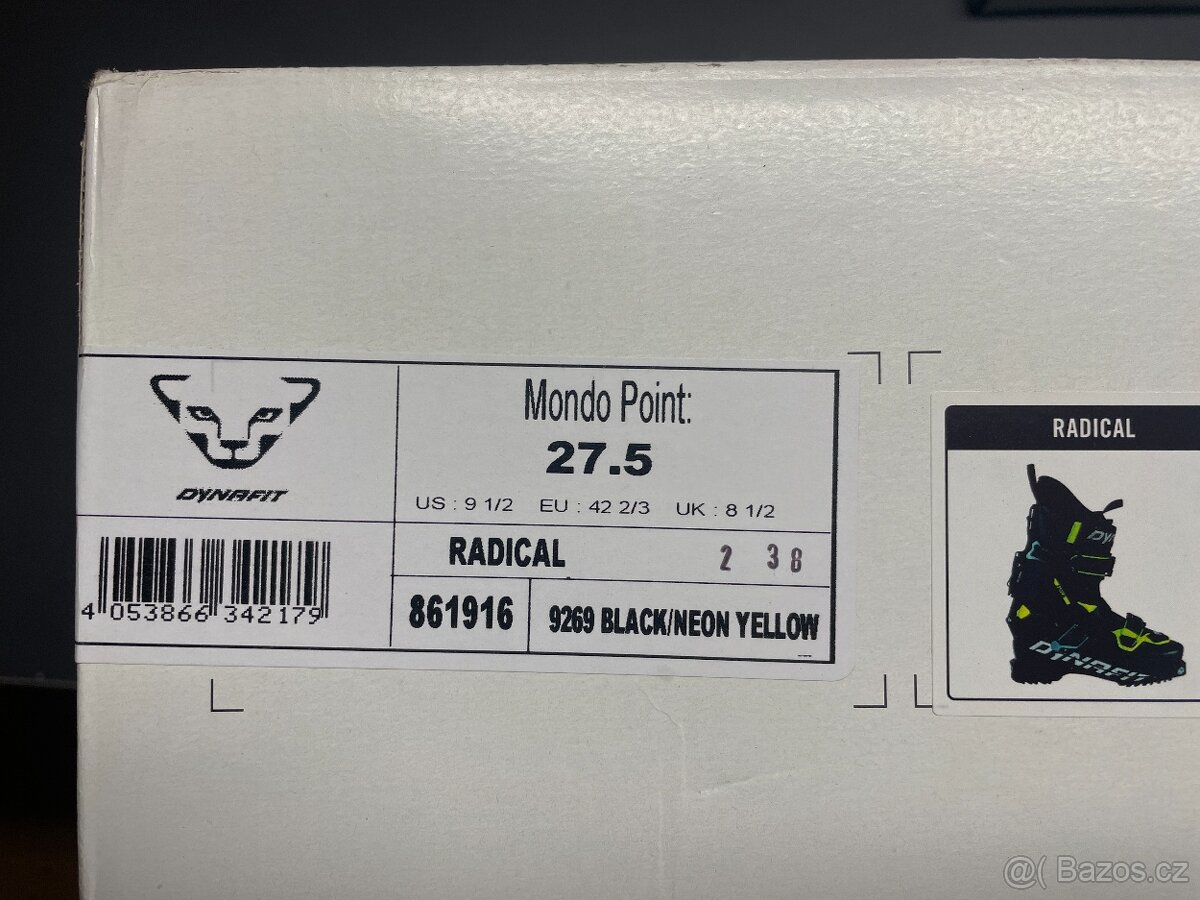 DYNAFIT
4 053866 342179
Mondo Point:
27.5
US : 9 1/2 EU : 42 2/3 UK : 8 1/2
RADICAL 2 38
861916 9269 BLACK/NEON YELLOW
RADICAL
DY
DYNAFIT
@( Bazos.cz